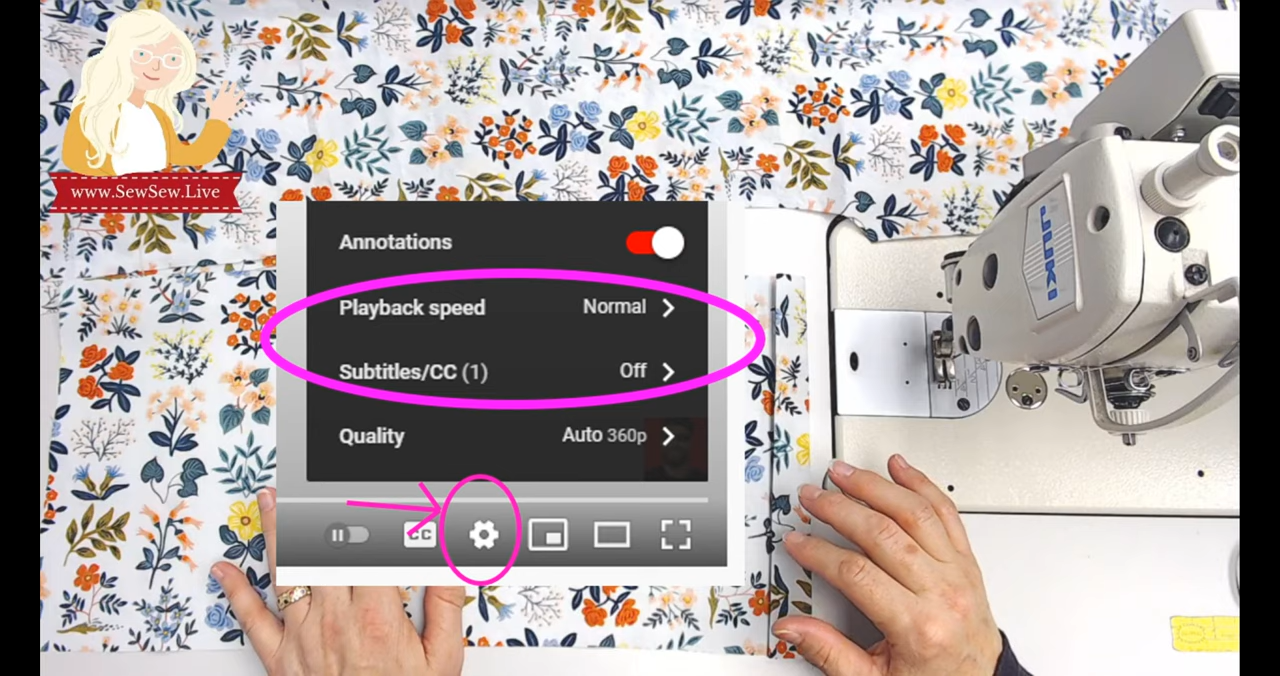 www.SewSew.Live
Annotations
Playback speed Normal
Subtitles/CC (1) Off
Quality Auto 360p
CC
JUKI